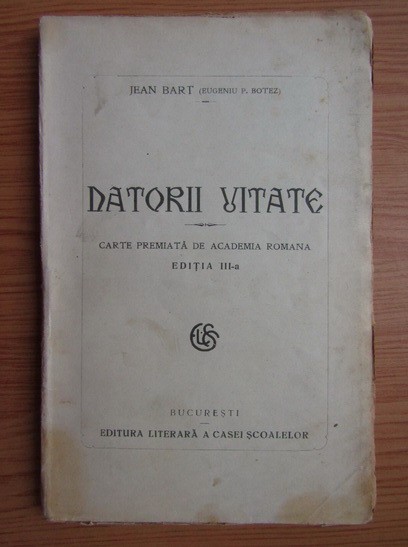 JEAN BART (EUGENIU P. BOTEZ)
DATORII UITATE
CARTE PREMIATĂ DE ACADEMIA ROMANA
EDIȚIA III-a
BUCUREȘTI
EDITURA LITERARĂ A CASEI ȘCOALELOR